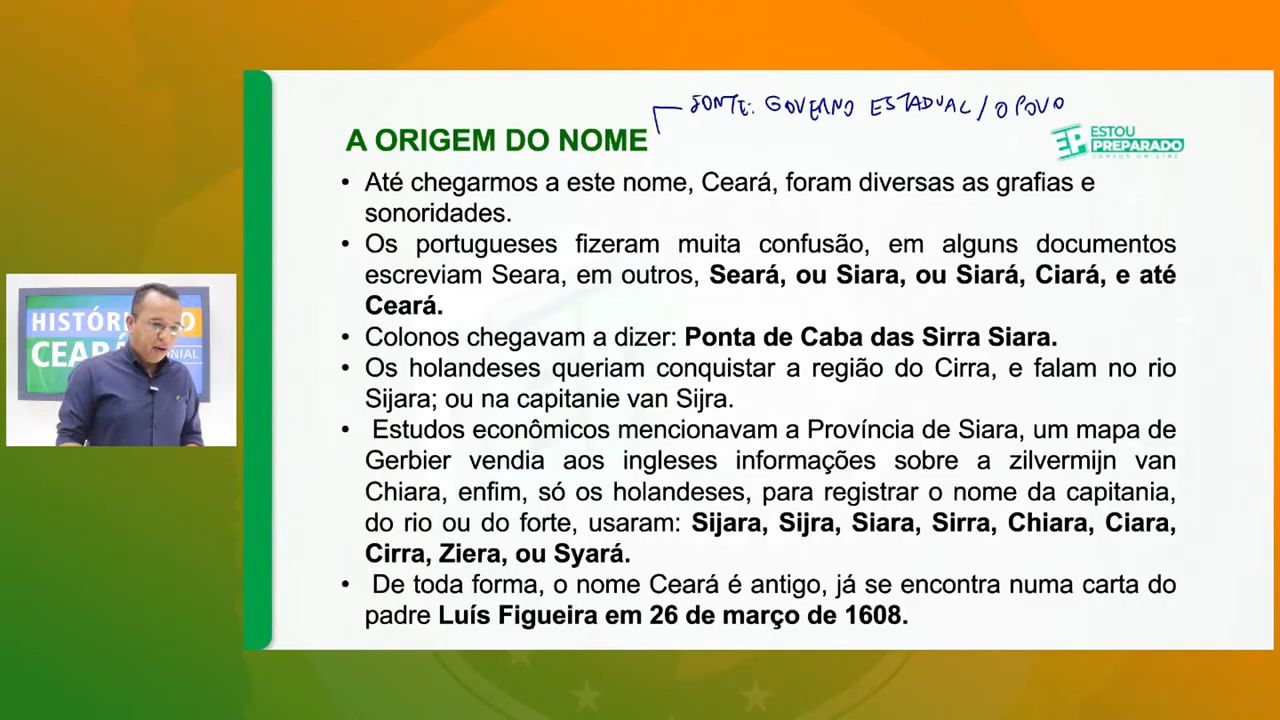 FONTE: GOVERNO ESTADUAL / O POVO
A ORIGEM DO NOME
EP ESTOU
PREPARADO
CURSOS ON-LINE
• Até chegarmos a este nome, Ceará, foram diversas as grafias e
sonoridades.
• Os portugueses fizeram muita confusão, em alguns documentos
escreviam Seara, em outros, Seará, ou Siara, ou Siará, Ciará, e até
Ceará.
• Colonos chegavam a dizer: Ponta de Caba das Sirra Siara.
• Os holandeses queriam conquistar a região do Cirra, e falam no rio
Sijara; ou na capitanie van Sijra.
• Estudos econômicos mencionavam a Província de Siara, um mapa de
Gerbier vendia aos ingleses informações sobre a zilvermijn van
Chiara, enfim, só os holandeses, para registrar o nome da capitania,
do rio ou do forte, usaram: Sijara, Sijra, Siara, Sirra, Chiara, Ciara,
Cirra, Ziera, ou Syará.
• De toda forma, o nome Ceará é antigo, já se encontra numa carta do
padre Luís Figueira em 26 de março de 1608.
HISTÓR O
CEAR NIAL